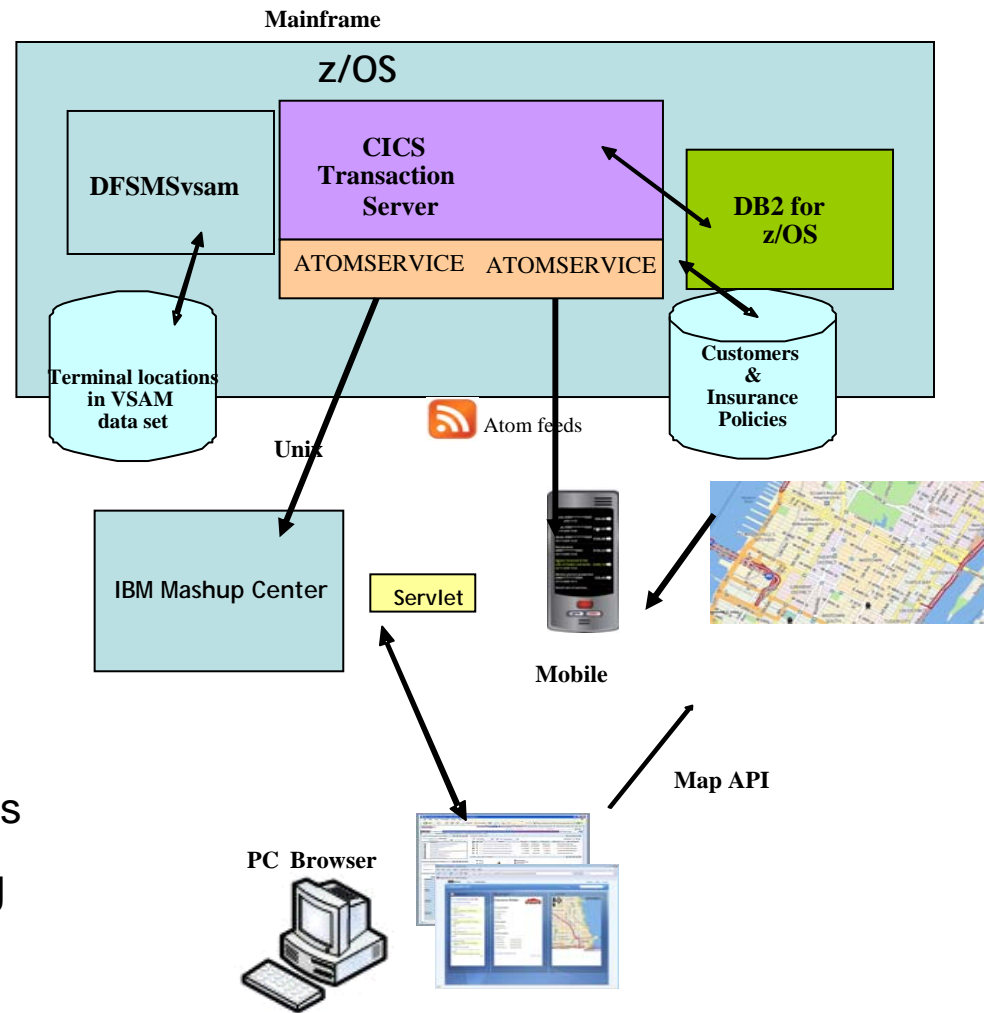 Mainframe
z/OS
DFSMSvsam
CICS
Transaction
Server
DB2 for
z/OS
ATOMSERVICE
ATOMSERVICE
Terminal locations
in VSAM
data set
Customers
&
Insurance
Policies
Atom feeds
Unix
IBM Mashup Center
Servlet
Mobile
Map API
s
g
PC Browser